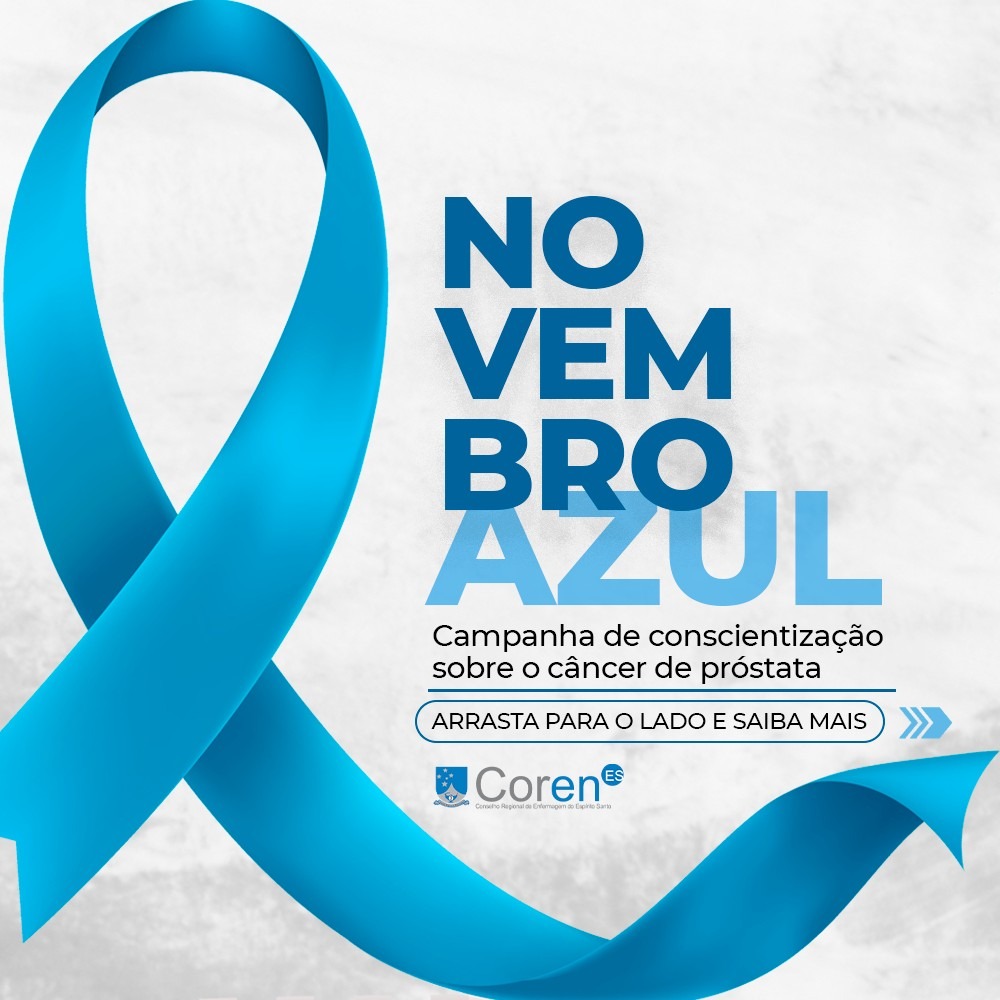 NO
VEM
BRO
AZUL
Campanha de conscientização
sobre o câncer de próstata
ARRASTA PARA O LADO E SAIBA MAIS
Coren ES
Conselho Regional de Enfermagem do Espírito Santo